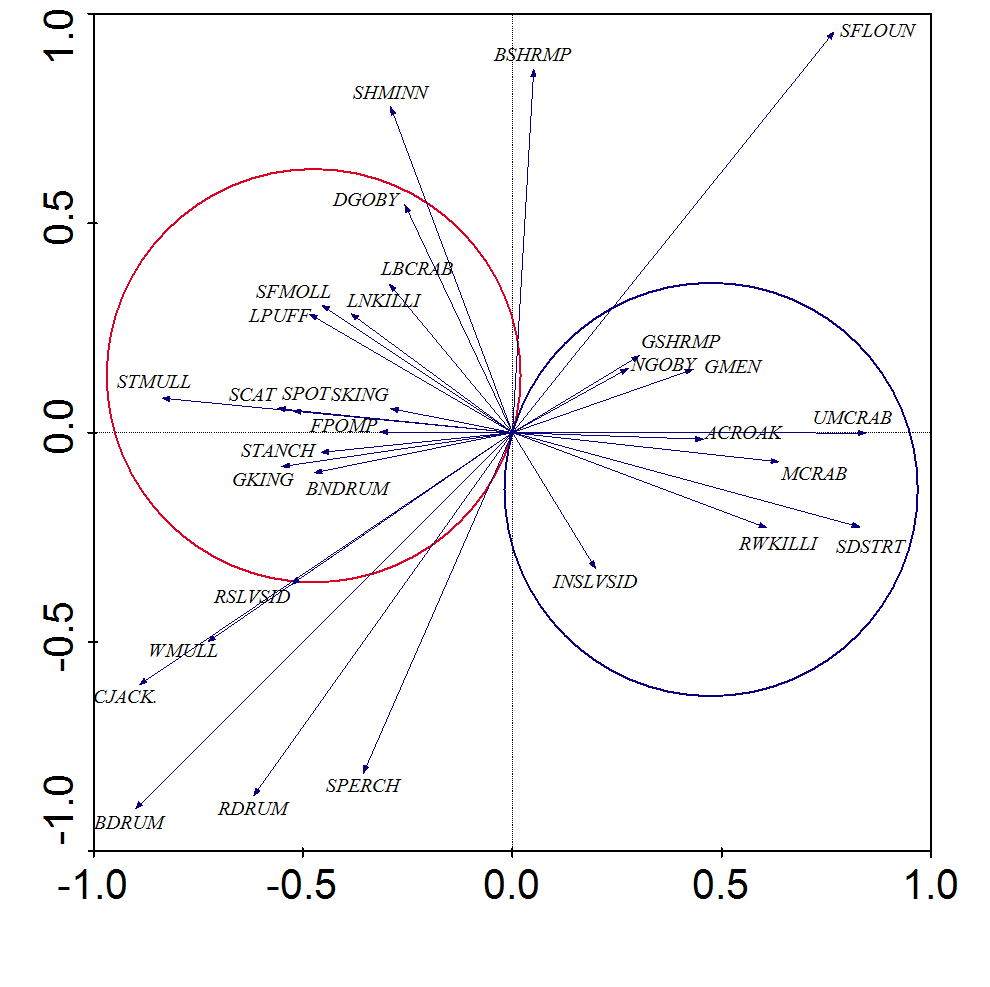 1.0
SFLOUN
BSHRMP
SHMINN
DGOBY
0.5
LBCRAB
SFMOLL
LNKILLI
LPUFF
GSHRMP
NGOBY
GMEN
STMULL
SCAT
SPOT
SKING
FPOMP
UMCRAB
0.0
ACROAK
STANCH
GKING
BNDRUM
MCRAB
RWKILLI
SDSTRT
INSLVSID
RSLVSID
-0.5
WMULL
CJACK.
SPERCH
RDRUM
BDRUM
-1.0
-1.0 -0.5 0.0 0.5 1.0